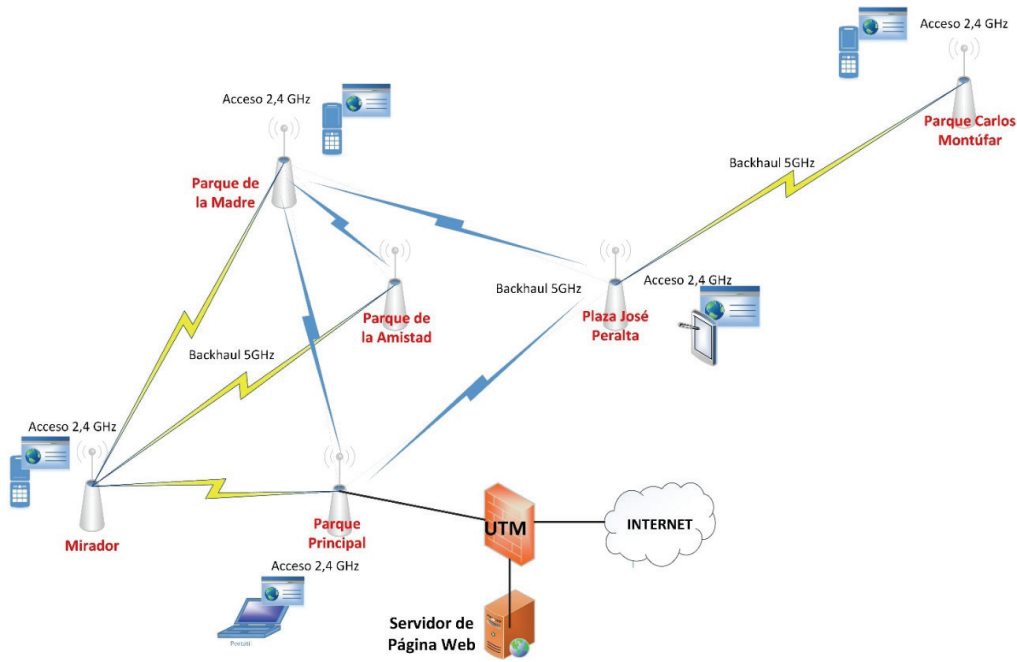 Acceso 2,4 GHz
Parque Carlos
Montúfar
Acceso 2,4 GHz
Parque de
la Madre
Backhaul 5GHz
Backhaul 5GHz
Acceso 2,4 GHz
Plaza José
Peralta
Parque de
la Amistad
Backhaul 5GHz
Acceso 2,4 GHz
Mirador
Parque
Principal
UTM
INTERNET
Acceso 2,4 GHz
Portátil
Servidor de
Página Web